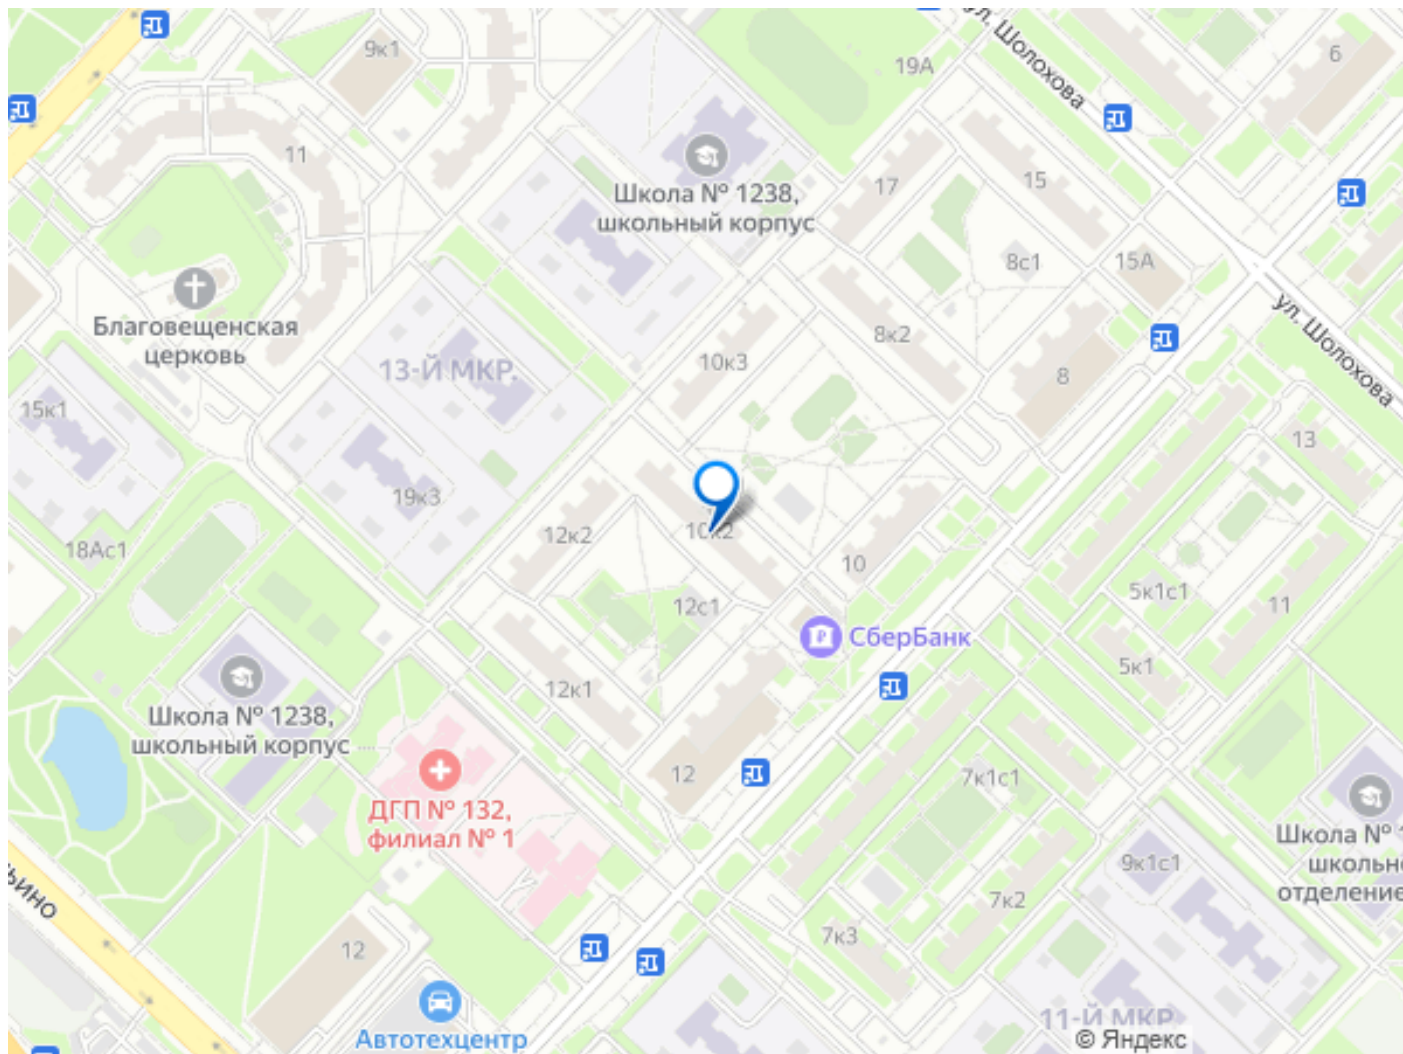 9к1
19А
ул. Шолохова
6
11
Школа № 1238,
школьный корпус
17
15
8с1
15А
Благовещенская
церковь
13-Й МКР.
10к3
8к2
8
ул. Шолохова
15к1
19к3
13
12к2
10к2
10
18Ас1
12с1
5к1с1
11
СберБанк
5к1
12к1
Школа № 1238,
школьный корпус
12
7к1с1
ДГП № 132,
филиал № 1
Школа №
9к1с1
отделение
7к2
7к3
12
Автотехцентр
11-Й МКР
© Яндекс